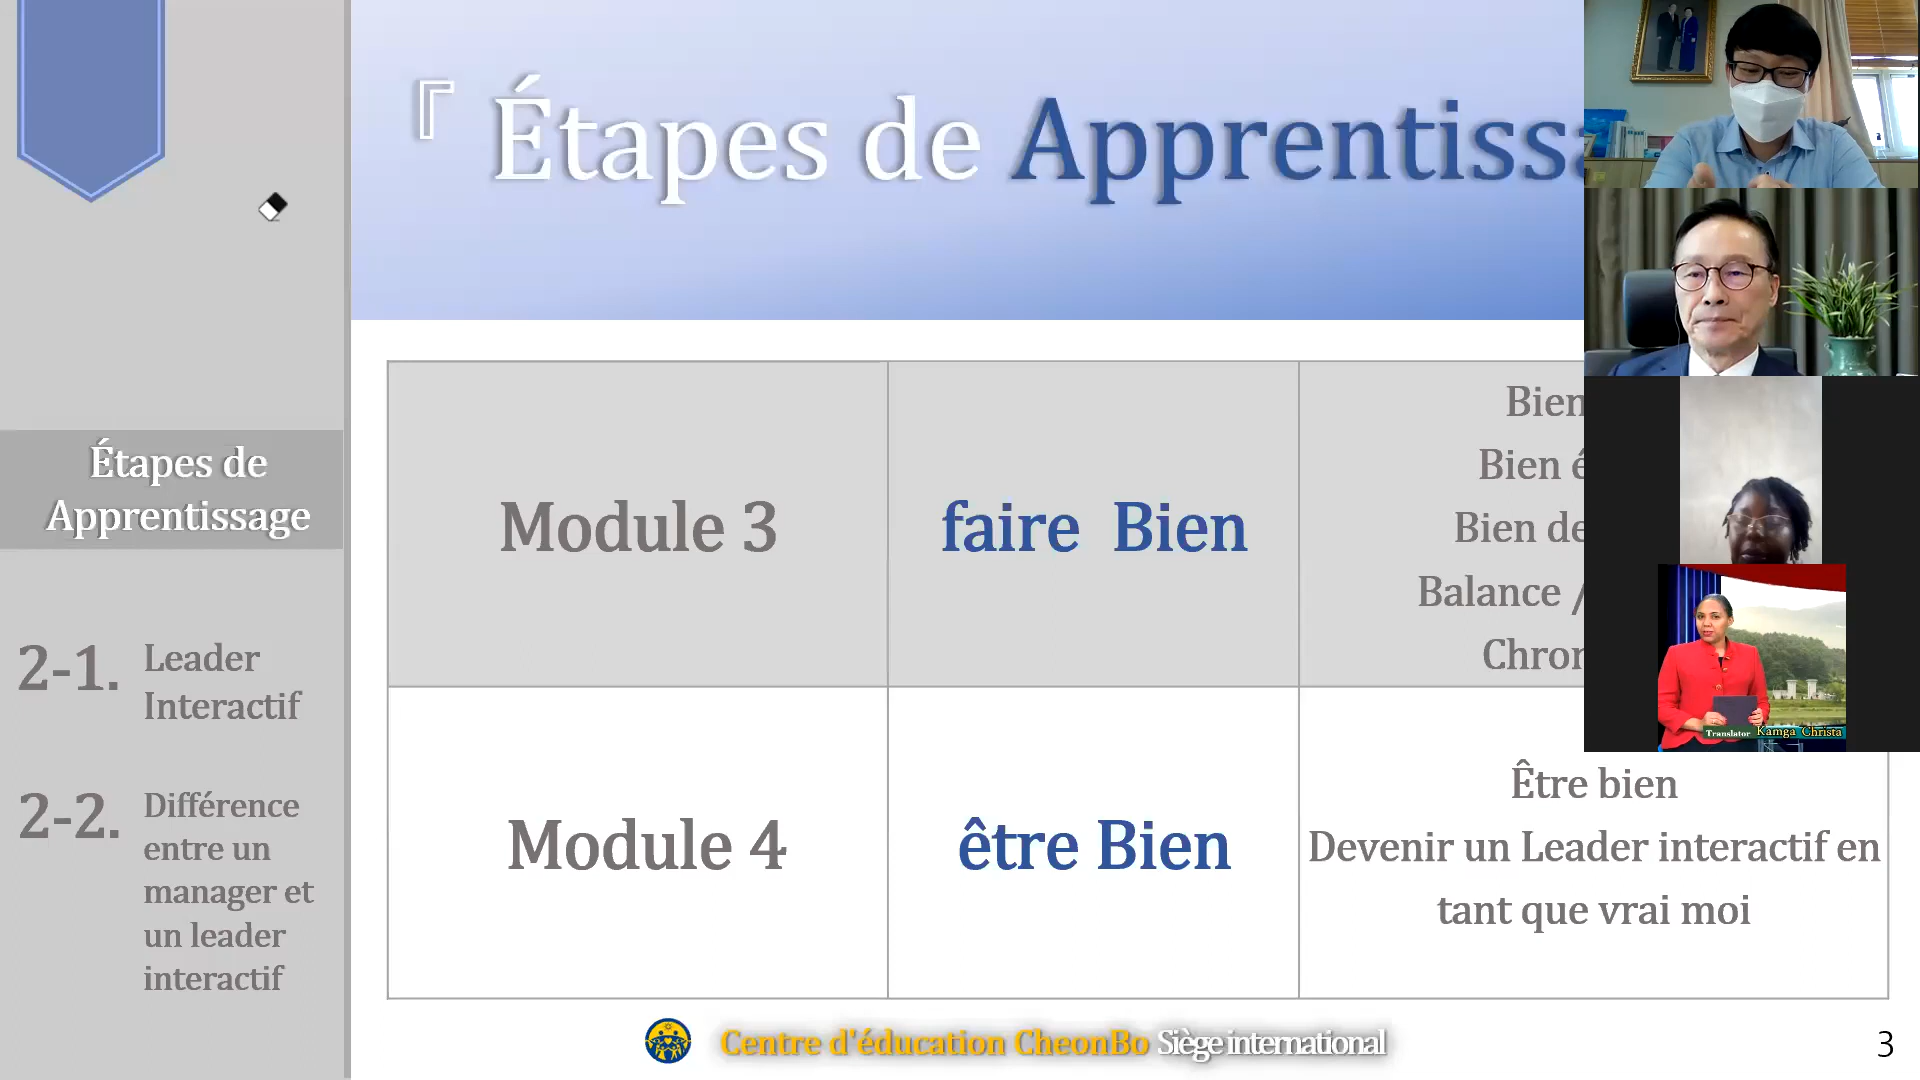 『 Étapes de
Étapes de
Apprentissage
2-1. Leader
Interactif
2-2. Différence
entre un
manager et
un leader
interactif
Module 3
faire Bien
Bien
Bien
Bien de
Balance /
Module 4
être Bien
Être bien
Devenir un Leader interactif en
tant que vrai moi
Translator Kamga Christa
Centre d'éducation CheonBo Siège international
3